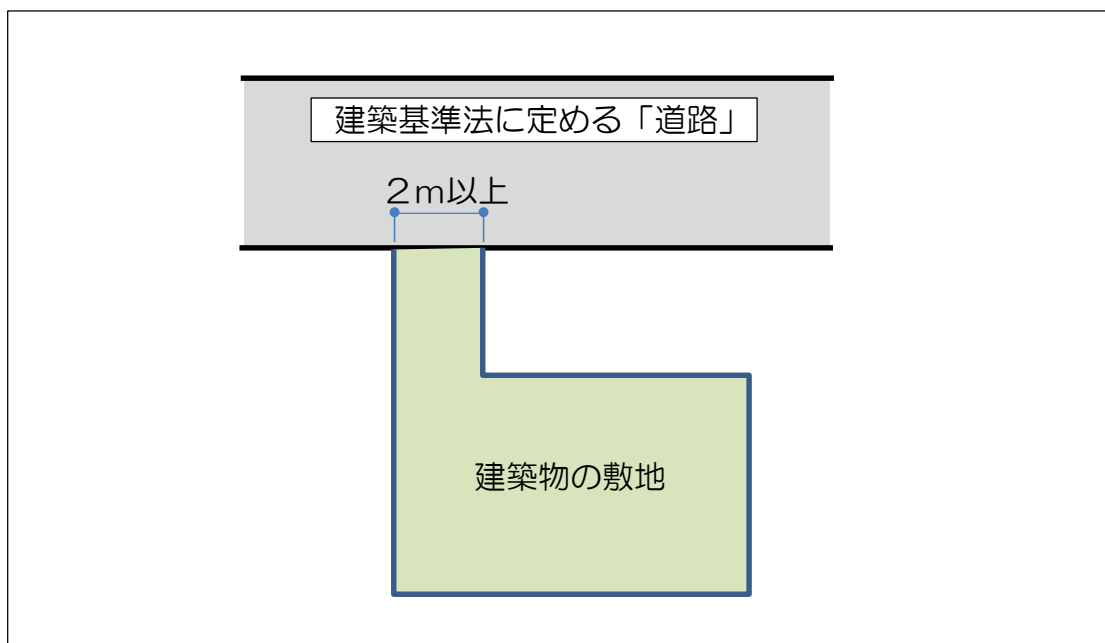 建築基準法に定める「道路」
２ｍ以上
建築物の敷地